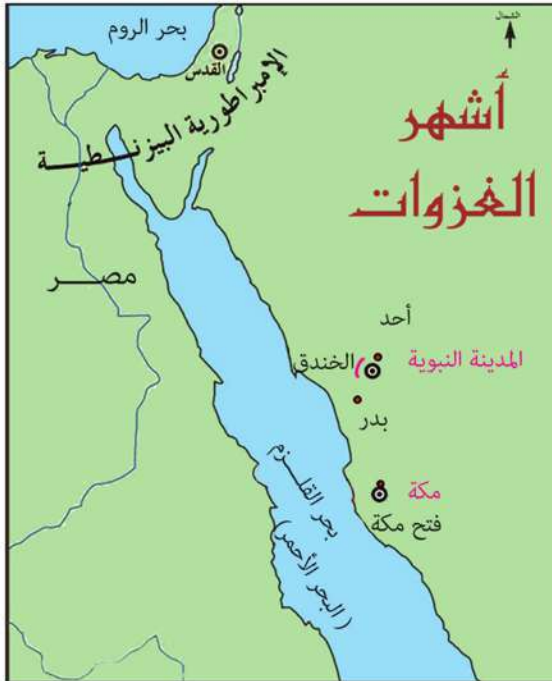 الشمال
بحر الروم
القدس
الإمبراطورية البيزنطية
أشهر
الغزوات
مصر
أحد
المدينة النبوية
الخندق
بدر
مكة
فتح مكة
بحر القلزم
(البحر الأحمر)